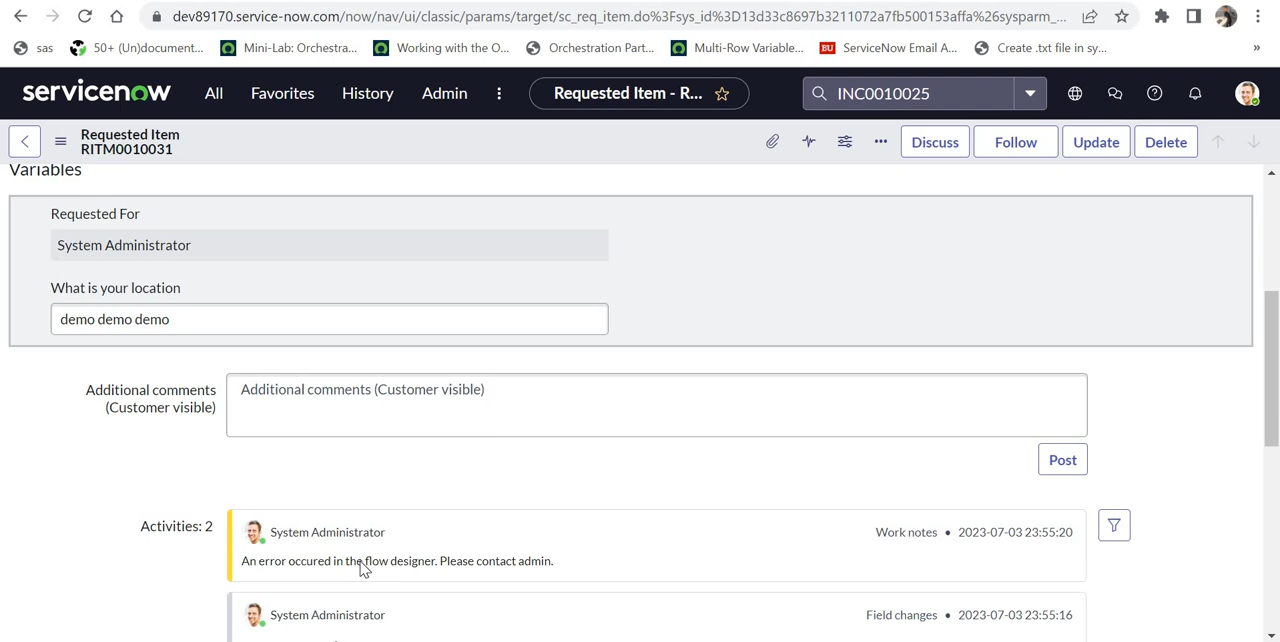 dev89170.service-now.com/now/nav/ui/classic/params/target/sc_req_item.do%3Fsys_id%3D13d33c8697b3211072a7fb500153affa%26sysparm_...
sas 50+ (Un)document... Mini-Lab: Orchestra... Working with the O... Orchestration Part... Multi-Row Variable... BU ServiceNow Email A... Create .txt file in sy... »
servicenow All Favorites History Admin Requested Item - R... INC0010025
Requested Item
RITM0010031
Discuss Follow Update Delete
Variables
Requested For
System Administrator
What is your location
demo demo demo
Additional comments
(Customer visible)
Additional comments (Customer visible)
Post
Activities: 2
System Administrator Work notes • 2023-07-03 23:55:20
An error occured in the flow designer. Please contact admin.
System Administrator Field changes • 2023-07-03 23:55:16